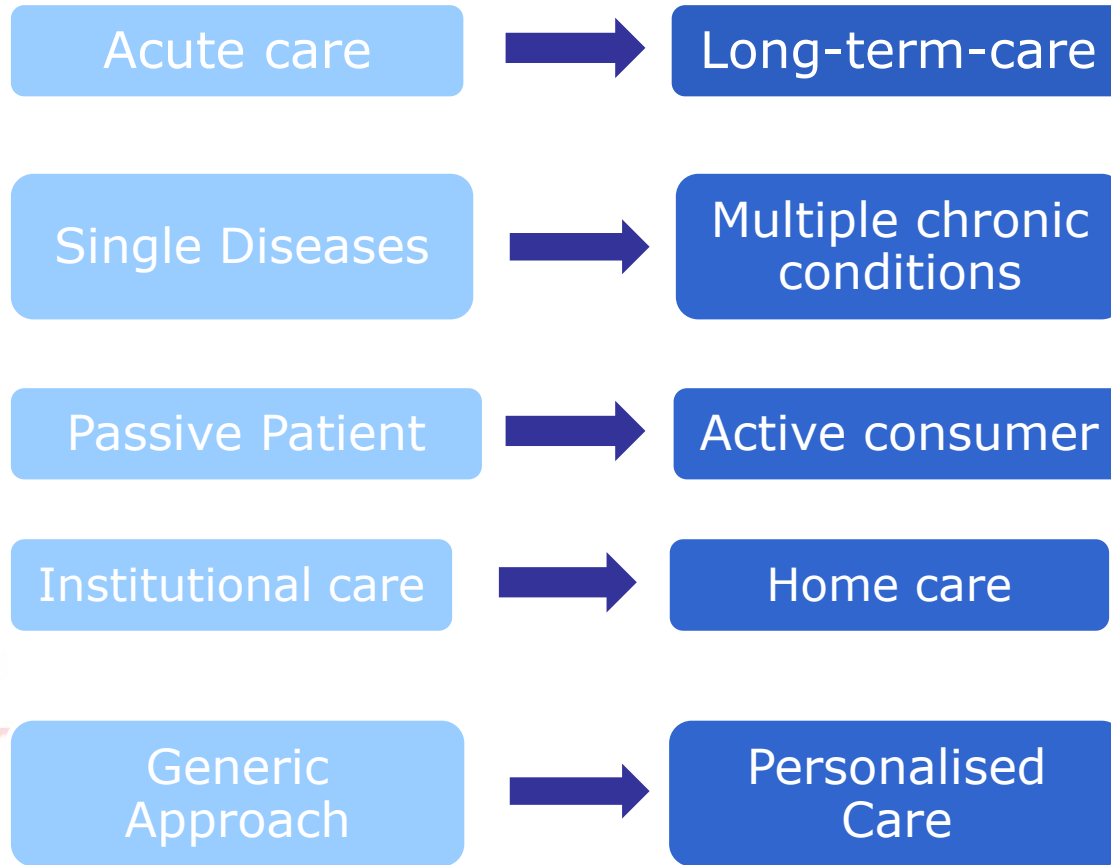 Acute care
Long-term-care
Single Diseases
Multiple chronic
conditions
Passive Patient
Active consumer
Institutional care
Home care
Generic
Approach
Personalised
Care